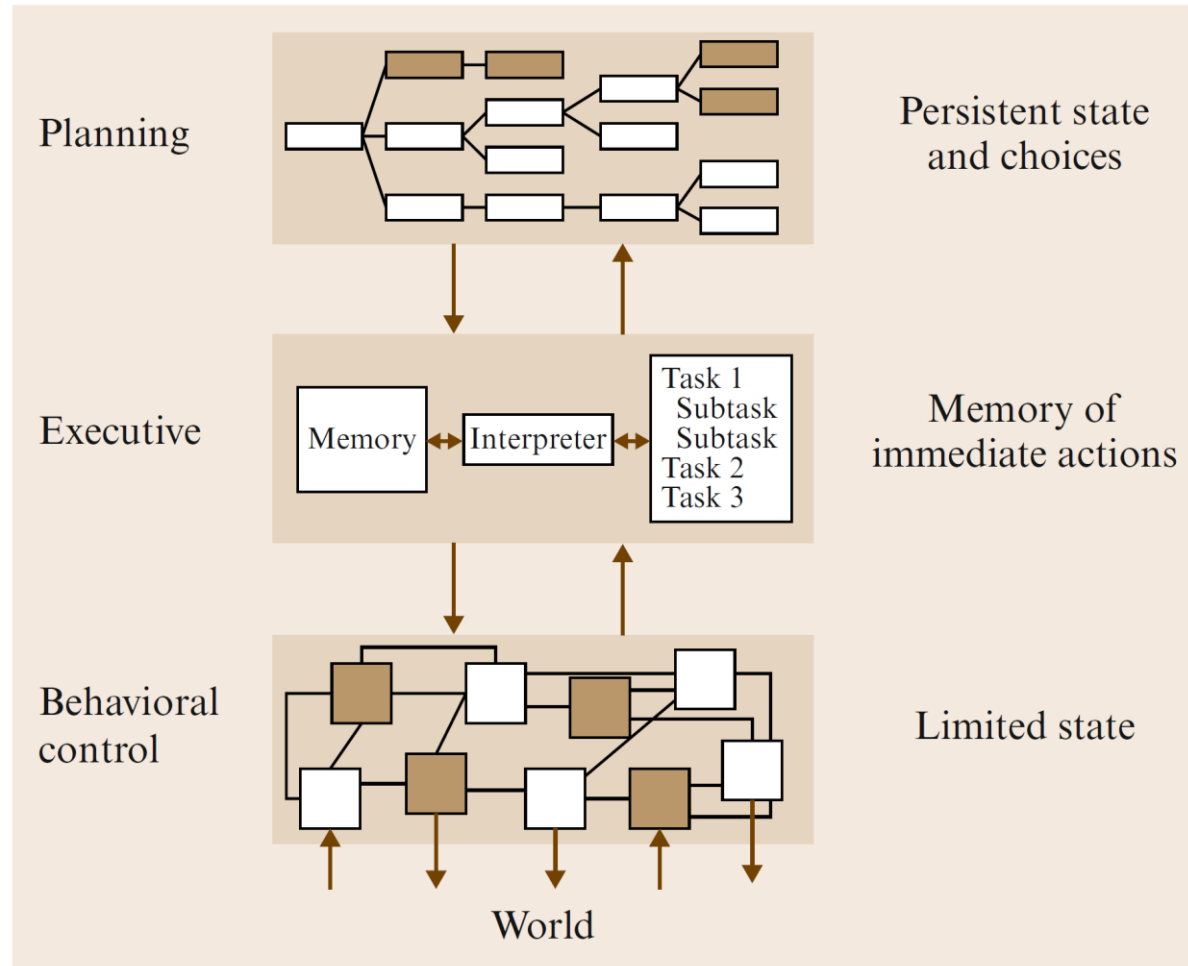 Planning
Persistent state
and choices
Executive
Memory
Interpreter
Task 1
Subtask
Subtask
Task 2
Task 3
Memory of
immediate actions
Behavioral
control
Limited state
World